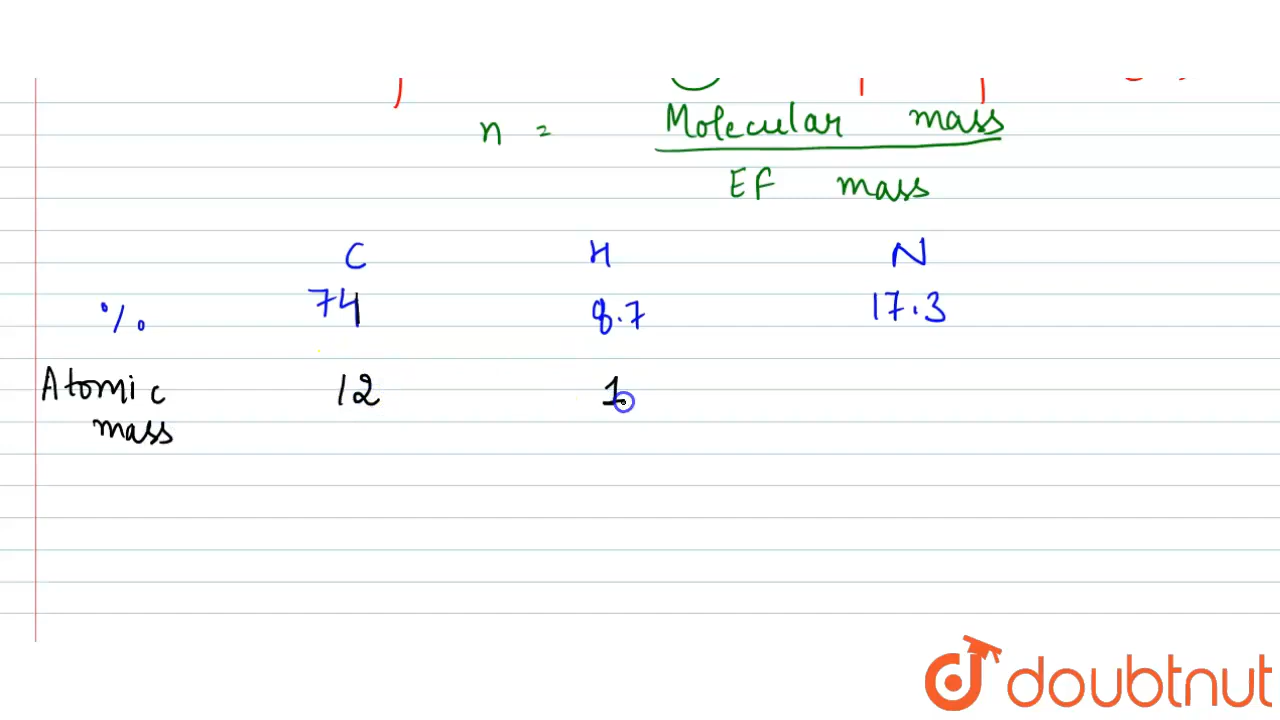 n = Molecular mass
EF mass
C H N
% 74 8.7 17.3
Atomic 12 1
mass
doubtnut